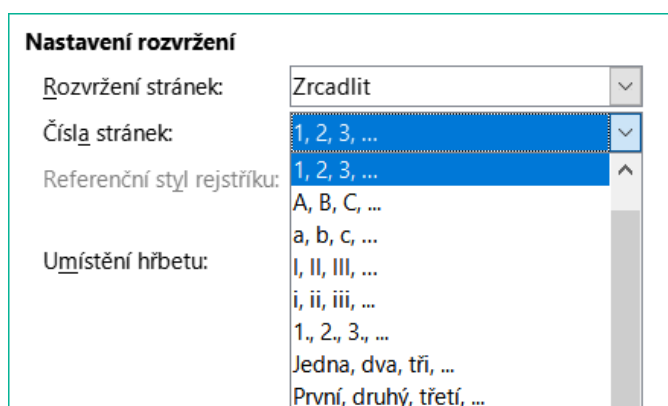 Nastavení rozvržení
Rozvržení stránek: Zrcadlit
Čísla stránek: 1, 2, 3, ...
Referenční styl rejstříku: 1, 2, 3, ...
A, B, C, ...
a, b, c, ...
Umístění hřbetu: I, II, III, ...
i, ii, iii, ...
1., 2., 3., ...
Jedna, dva, tři, ...
První, druhý, třetí, ...